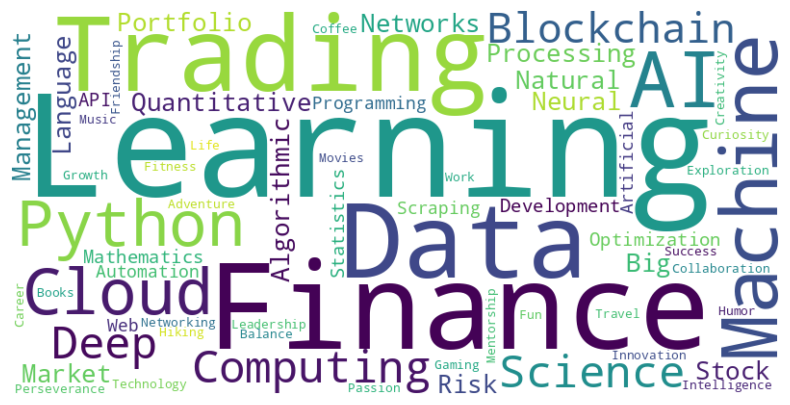 Portfolio
Coffee
Networks
Blockchain
Trading
Processing
Friendship
Language
Management
API
Music
Quantitative
Programming
Natural
Neural
AI
Creativity
Machine
Learning
Life
Fitness
Growth
Movies
Work
Algorithmic
Statistics
Artificial
Curiosity
Exploration
Adventure
Python
Scraping
Development
Data
Optimization
Success
Mathematics
Automation
Big
Collaboration
Cloud
Finance
Career
Books
Web
Networking
Hiking
Leadership
Balance
Mentorship
Fun
Travel
Humor
Deep
Computing
Gaming
Science
Innovation
Market
Risk
Stock
Perseverance
Technology
Passion
Intelligence